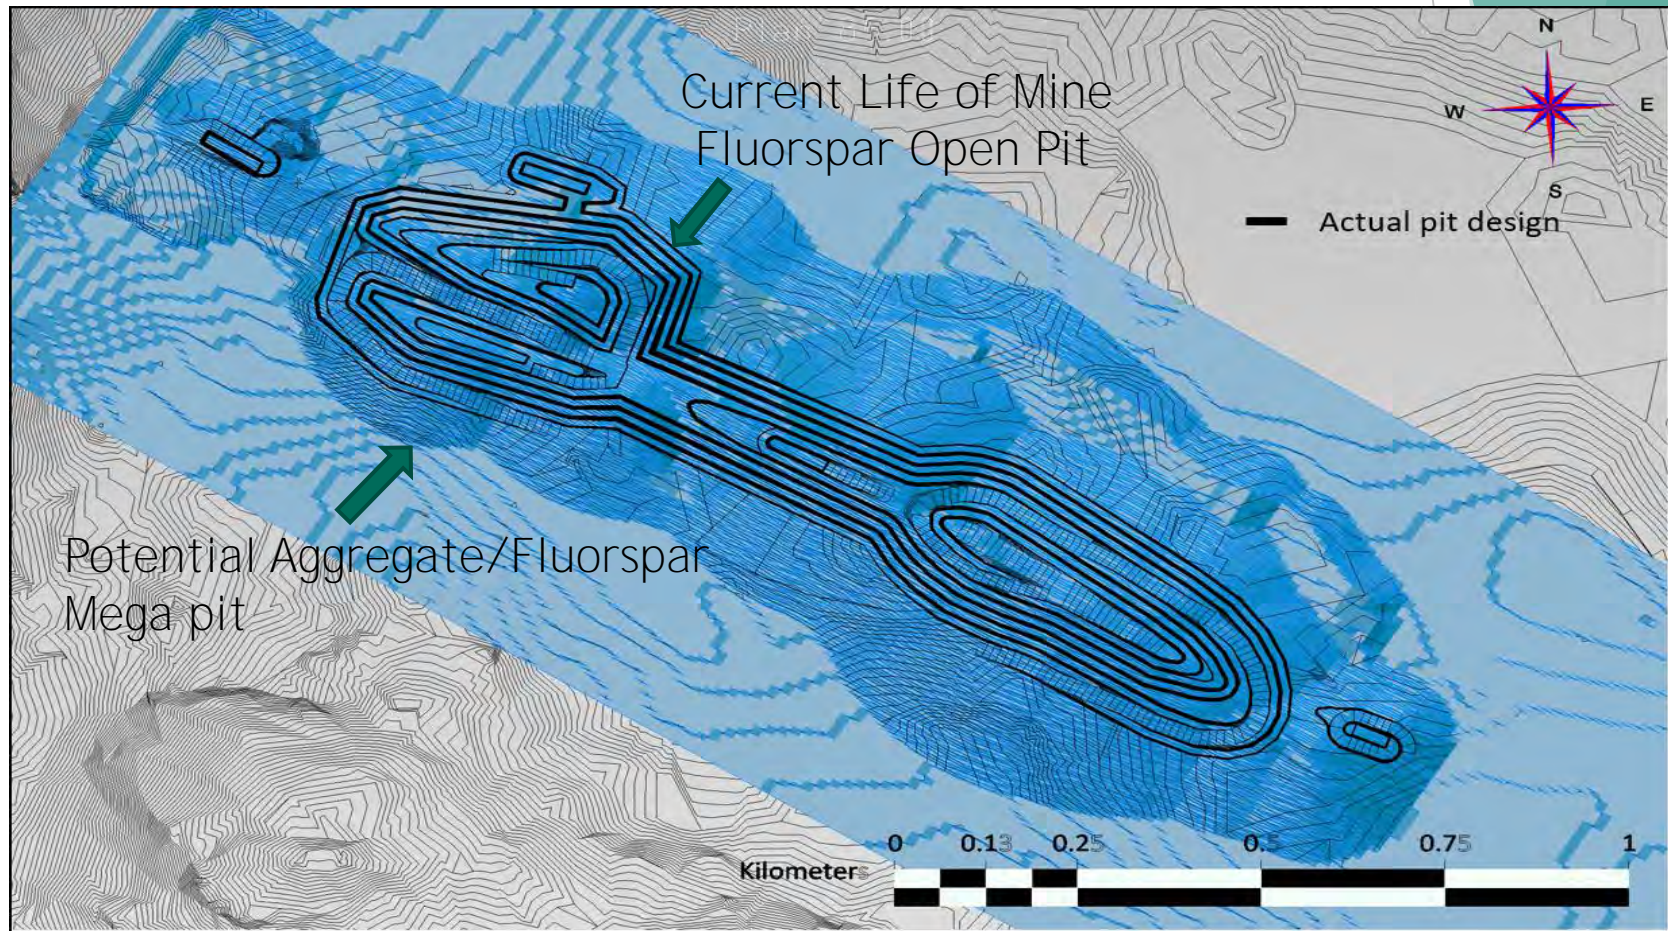 Current Life of Mine
Fluorspar Open Pit
N
W
E
S
Actual pit design
Potential Aggregate/Fluorspar
Mega pit
0 0.13 0.25 0.5 0.75 1
Kilometers